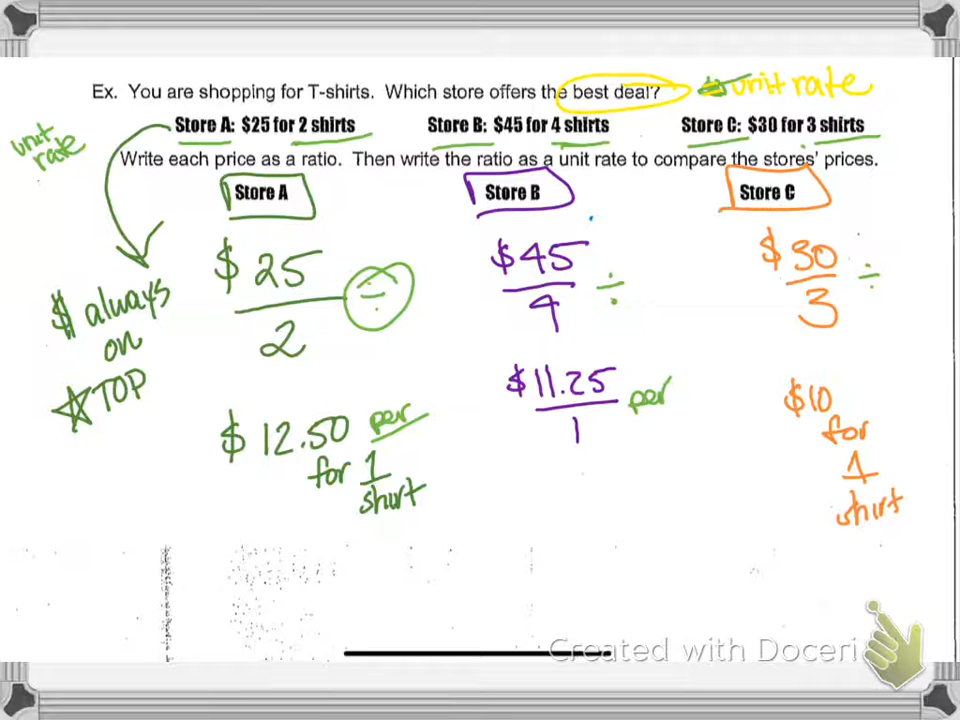 Ex. You are shopping for T-shirts. Which store offers the best deal? unit rate
Store A: $25 for 2 shirts Store B: $45 for 4 shirts Store C: $30 for 3 shirts
unit
rate
Write each price as a ratio. Then write the ratio as a unit rate to compare the stores' prices.
Store A Store B Store C
$ 25
2
÷
$45
4
÷
$30
3
÷
$ always
on
TOP
$ 12.50 per
for 1
shirt
$11.25
1
per
$10
for
1
shirt
Created with Doceri